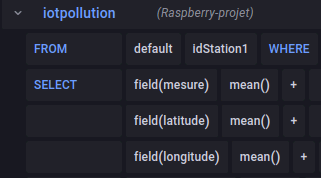 iotpollution (Raspberry-projet)
FROM default idStation1 WHERE
SELECT field(mesure) mean() +
field(latitude) mean() +
field(longitude) mean() +